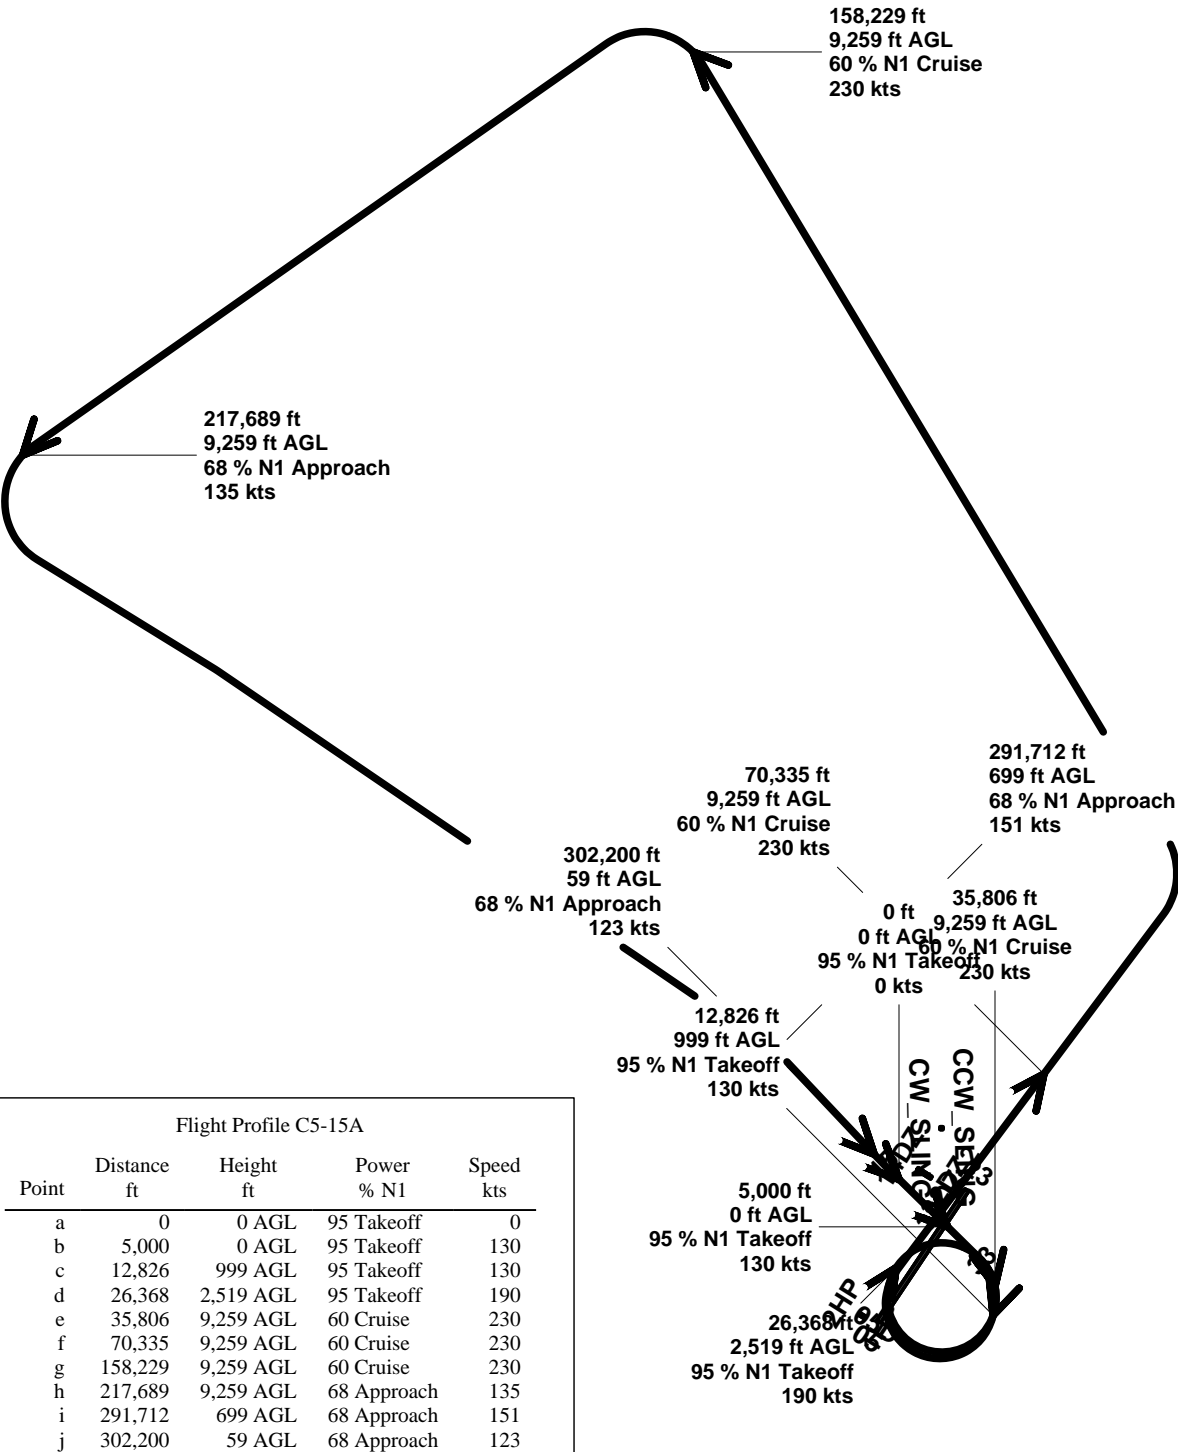 158,229 ft
9,259 ft AGL
60 % N1 Cruise
230 kts
217,689 ft
9,259 ft AGL
68 % N1 Approach
135 kts
291,712 ft
699 ft AGL
68 % N1 Approach
151 kts
70,335 ft
9,259 ft AGL
60 % N1 Cruise
230 kts
302,200 ft
59 ft AGL
68 % N1 Approach
123 kts
0 ft
0 ft AGL
95 % N1 Takeoff
0 kts
35,806 ft
9,259 ft AGL
60 % N1 Cruise
230 kts
12,826 ft
999 ft AGL
95 % N1 Takeoff
130 kts
5,000 ft
0 ft AGL
95 % N1 Takeoff
130 kts
26,368 ft
2,519 ft AGL
95 % N1 Takeoff
190 kts
Flight Profile C5-15A
Point Distance ft Height ft Power % N1 Speed kts
a 0 0 AGL 95 Takeoff 0
b 5,000 0 AGL 95 Takeoff 130
c 12,826 999 AGL 95 Takeoff 130
d 26,368 2,519 AGL 95 Takeoff 190
e 35,806 9,259 AGL 60 Cruise 230
f 70,335 9,259 AGL 60 Cruise 230
g 158,229 9,259 AGL 60 Cruise 230
h 217,689 9,259 AGL 68 Approach 135
i 291,712 699 AGL 68 Approach 151
j 302,200 59 AGL 68 Approach 123